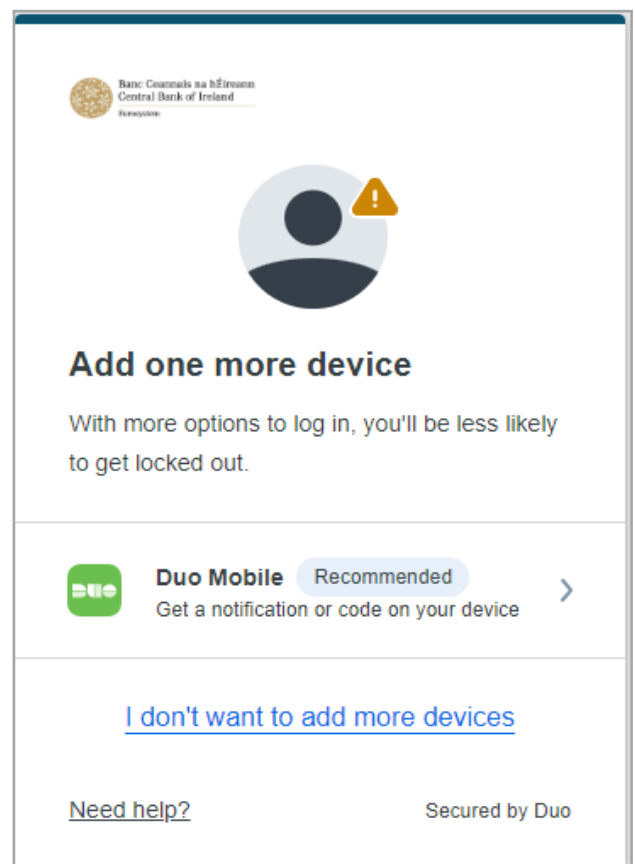 Banc Ceannais na hÉireann
Central Bank of Ireland
Eurosystem
Add one more device
With more options to log in, you'll be less likely
to get locked out.
DUO
Duo Mobile Recommended
Get a notification or code on your device
I don't want to add more devices
Need help? Secured by Duo